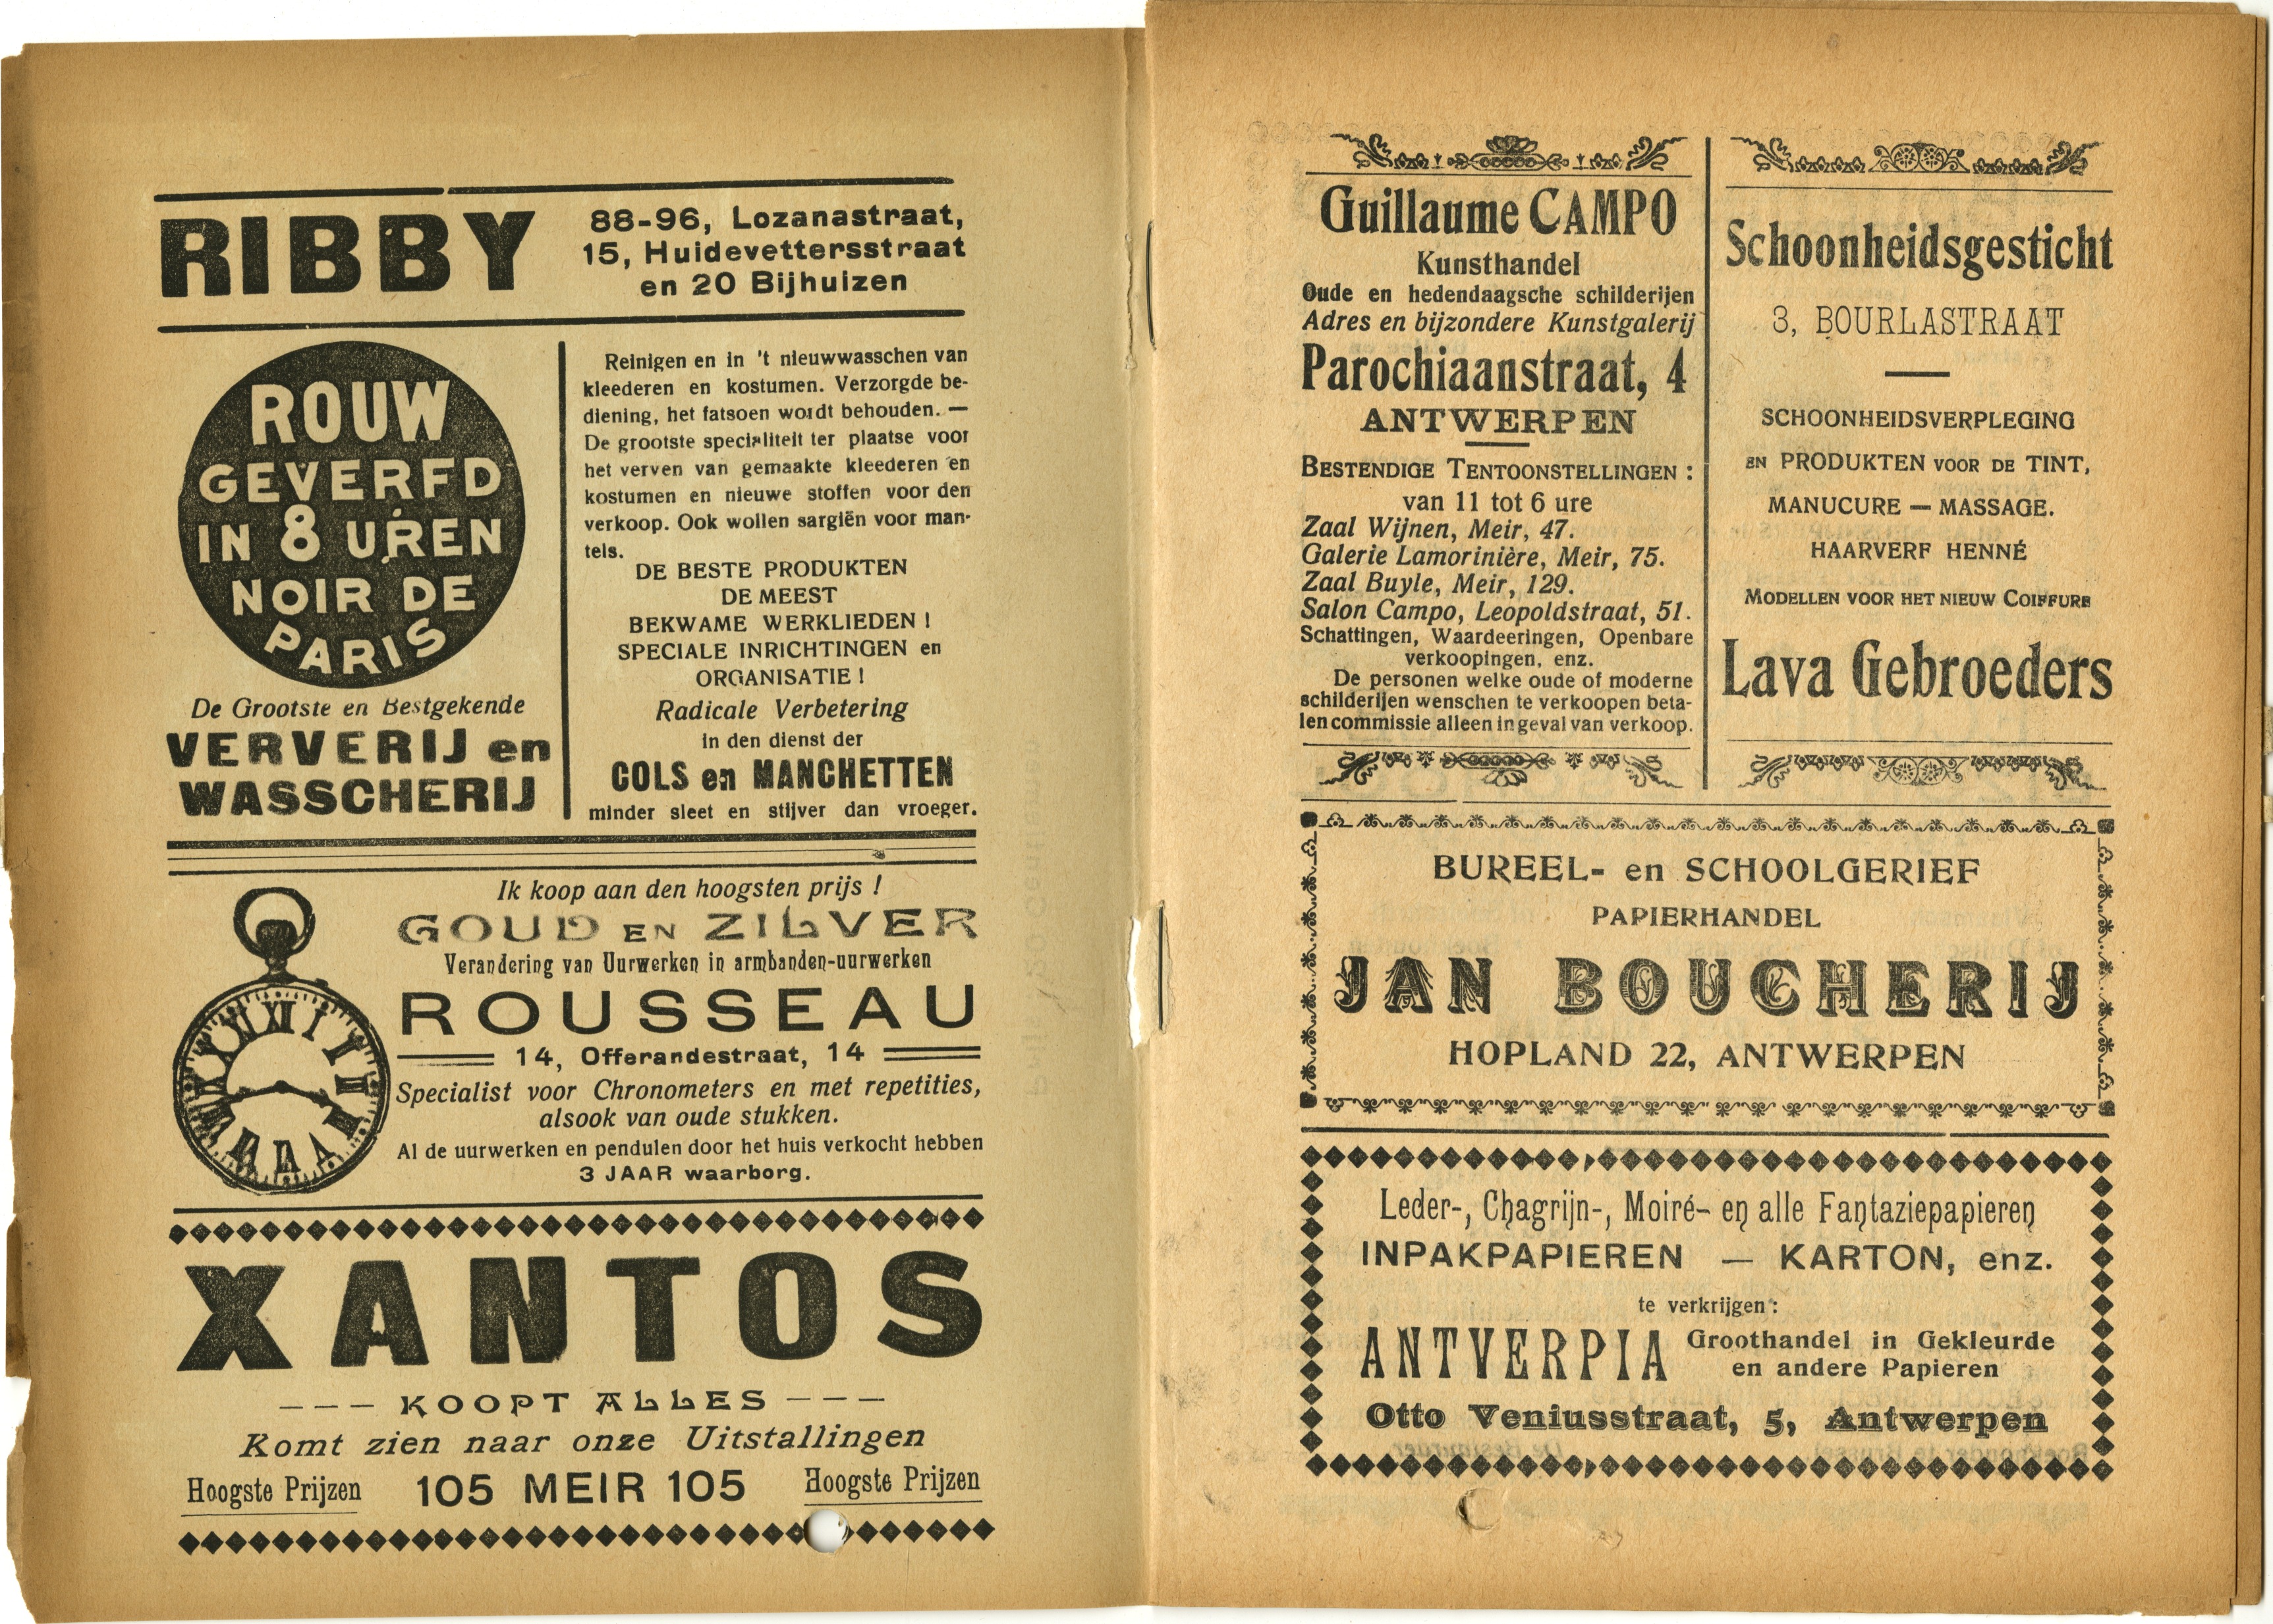 RIBBY
88-96, Lozanastraat,
15, Huidevettersstraat
en 20 Bijhuizen
ROUW
GEVERFD
IN 8 UREN
NOIR DE
PARIS
De Grootste en Bestgekende
VERVERIJ en
WASSCHERIJ
Reinigen en in 't nieuwwasschen van
kleederen en kostumen. Verzorgde be-
diening, het fatsoen wordt behouden. —
De grootste specialiteit ter plaatse voor
het verven van gemaakte kleederen en
kostumen en nieuwe stoffen voor den
verkoop. Ook wollen sargiën voor man-
tels.
DE BESTE PRODUKTEN
DE MEEST
BEKWAME WERKLIEDEN !
SPECIALE INRICHTINGEN en
ORGANISATIE !
Radicale Verbetering
in den dienst der
COLS en MANCHETTEN
minder sleet en stijver dan vroeger.
Ik koop aan den hoogsten prijs !
GOUD EN ZILVER
Verandering van Uurwerken in armbanden-uurwerken
ROUSSEAU
14, Offerandestraat, 14
Specialist voor Chronometers en met repetities,
alsook van oude stukken.
Al de uurwerken en pendulen door het huis verkocht hebben
3 JAAR waarborg.
XANTOS
--- KOOPT ALLES ---
Komt zien naar onze Uitstallingen
Hoogste Prijzen 105 MEIR 105 Hoogste Prijzen
Guillaume CAMPO
Kunsthandel
Oude en hedendaagsche schilderijen
Adres en bijzondere Kunstgalerij
Parochiaanstraat, 4
ANTWERPEN
BESTENDIGE TENTOONSTELLINGEN :
van 11 tot 6 ure
Zaal Wijnen, Meir, 47.
Galerie Lamorinière, Meir, 75.
Zaal Buyle, Meir, 129.
Salon Campo, Leopoldstraat, 51.
Schattingen, Waardeeringen, Openbare
verkoopingen, enz.
De personen welke oude of moderne
schilderijen wenschen te verkoopen beta-
len commissie alleen in geval van verkoop.
Schoonheidsgesticht
3, BOURLASTRAAT
SCHOONHEIDSVERPLEGING
EN PRODUKTEN VOOR DE TINT,
MANUCURE — MASSAGE.
HAARVERF HENNÉ
MODELLEN VOOR HET NIEUW COIFFURE
Lava Gebroeders
BUREEL- en SCHOOLGERIEF
PAPIERHANDEL
JAN BOUCHERIJ
HOPLAND 22, ANTWERPEN
Leder-, Chagrijn-, Moiré- en alle Fantaziepapieren
INPAKPAPIEREN — KARTON, enz.
te verkrijgen :
ANTVERPIA
Groothandel in Gekleurde
en andere Papieren
Otto Veniusstraat, 5, Antwerpen